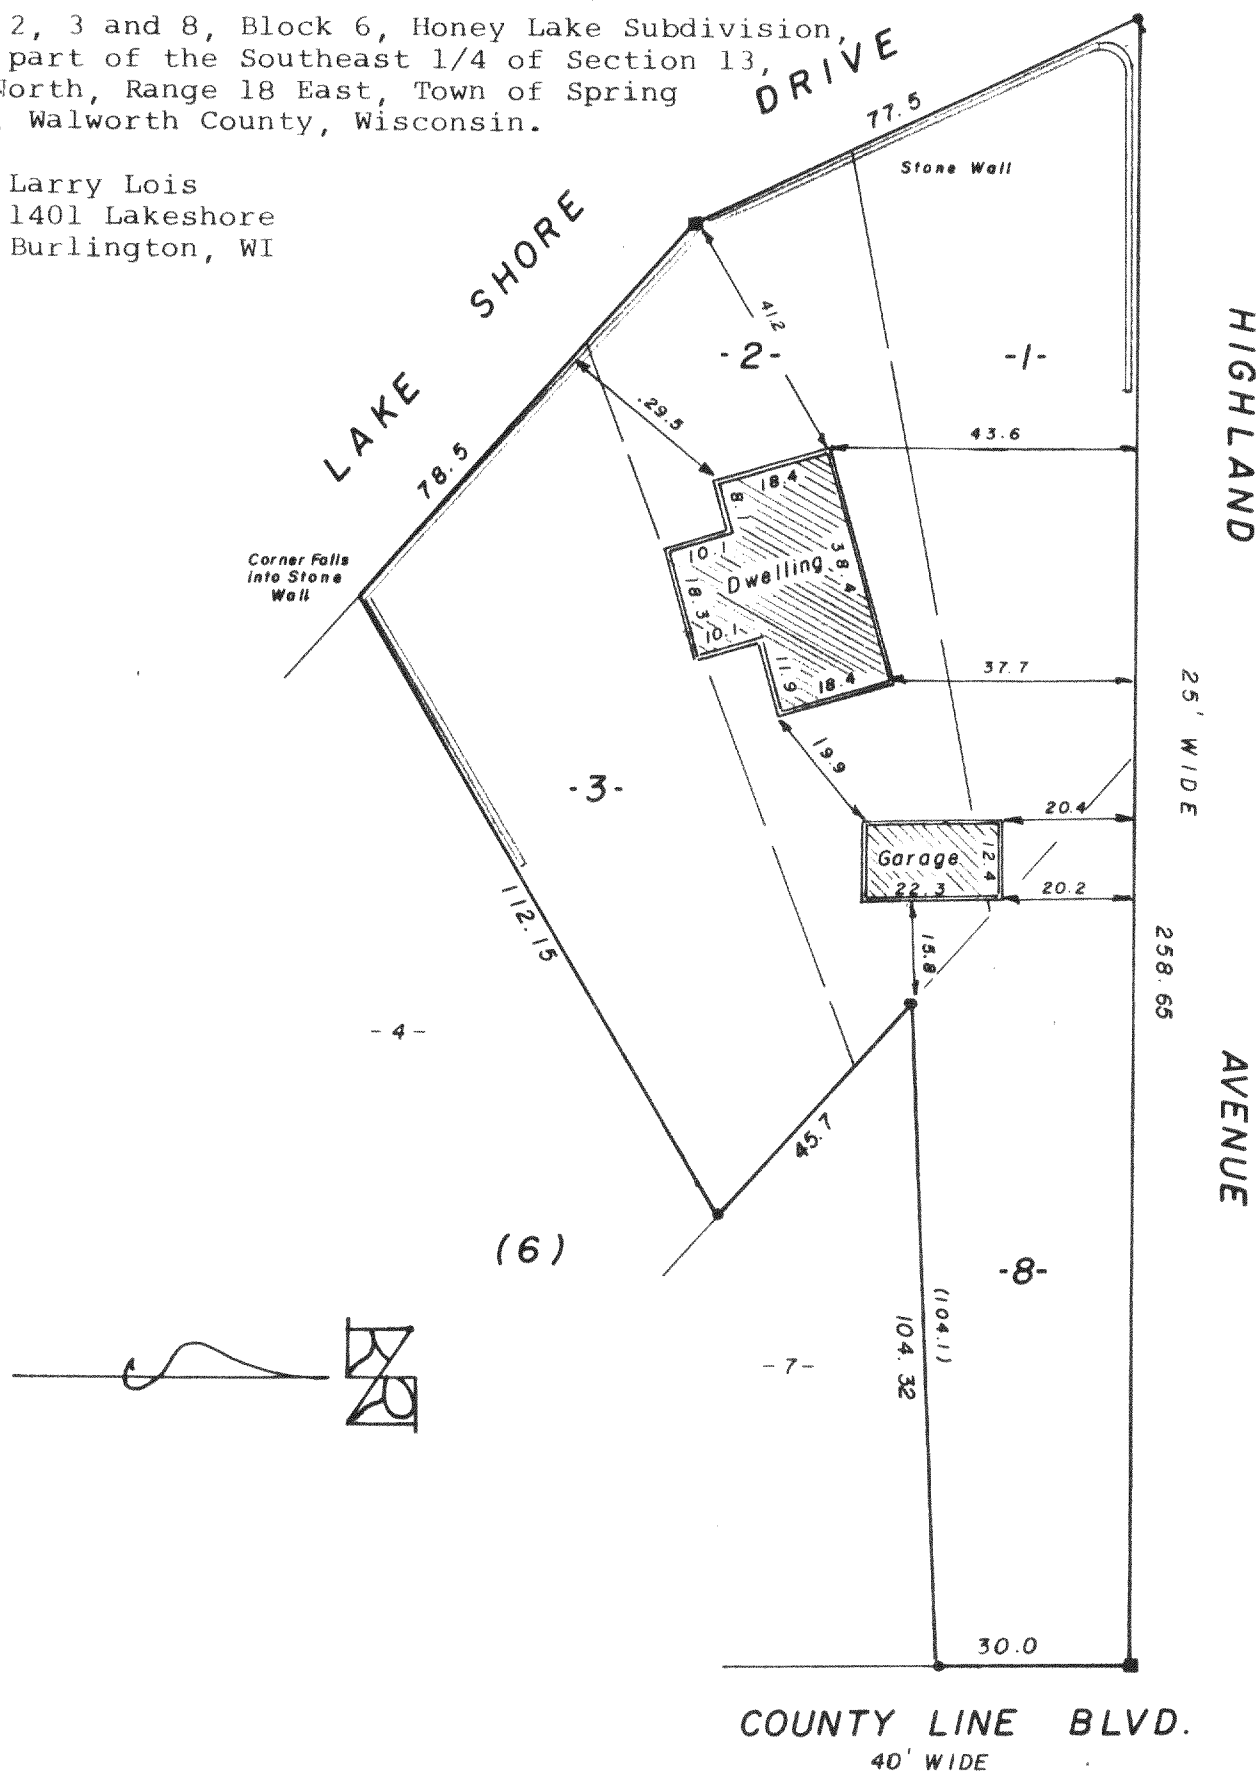 2, 3 and 8, Block 6, Honey Lake Subdivision,
part of the Southeast 1/4 of Section 13,
North, Range 18 East, Town of Spring
Walworth County, Wisconsin.
Larry Lois
1401 Lakeshore
Burlington, WI
LAKE SHORE DRIVE
77.5
Stone Wall
41.2
-2-
-1-
HIGHLAND
29.5
43.6
78.5
18.4
8.1
Corner Falls
into Stone
Wall
10.1
Dwelling
38.4
18.3
10.1
11.9
18.4
37.7
25' WIDE
19.9
-3-
20.4
Garage
12.4
22.3
20.2
112.15
15.8
258.65
-4-
AVENUE
45.7
(6)
-8-
(104.1)
104.32
-7-
30.0
COUNTY LINE BLVD.
40' WIDE